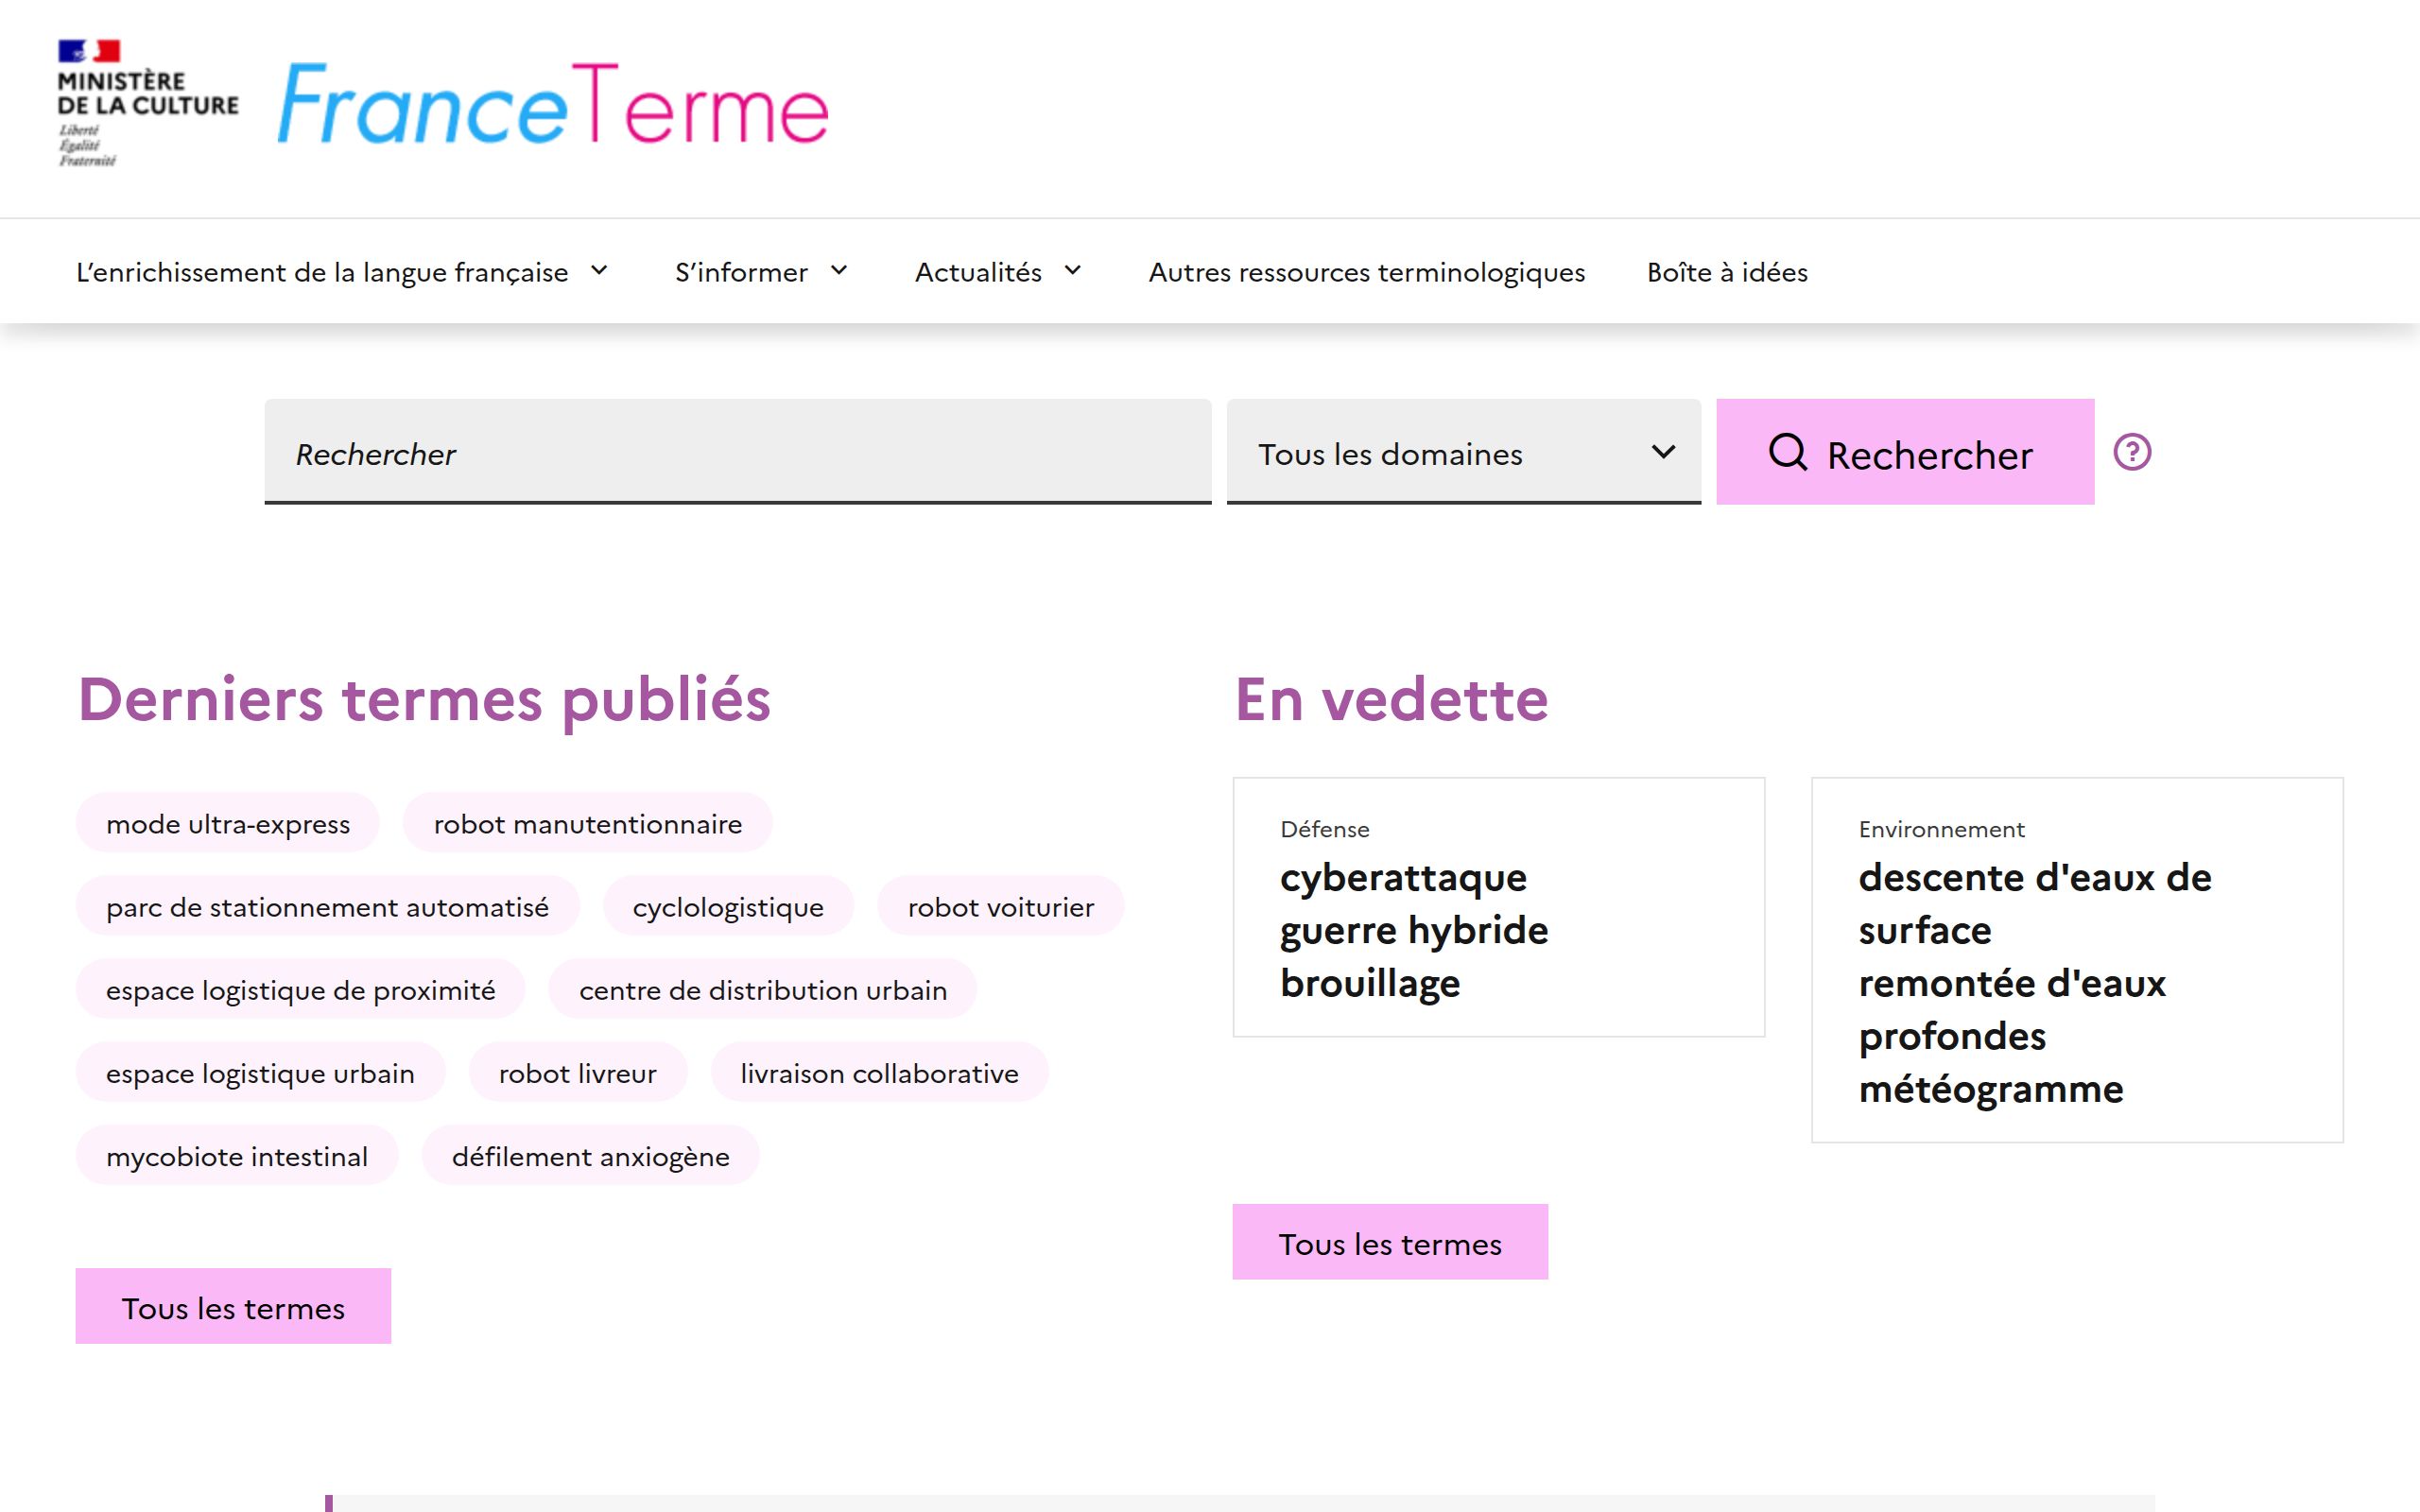 MINISTÈRE
DE LA CULTURE
Liberté
Égalité
Fraternité
FranceTerme
L’enrichissement de la langue française
S’informer
Actualités
Autres ressources terminologiques
Boîte à idées
Rechercher
Tous les domaines
Rechercher
Derniers termes publiés
mode ultra-express
robot manutentionnaire
parc de stationnement automatisé
cyclologistique
robot voiturier
espace logistique de proximité
centre de distribution urbain
espace logistique urbain
robot livreur
livraison collaborative
mycobiote intestinal
défilement anxiogène
Tous les termes
En vedette
Défense
cyberattaque
guerre hybride
brouillage
Environnement
descente d'eaux de
surface
remontée d'eaux
profondes
météogramme
Tous les termes